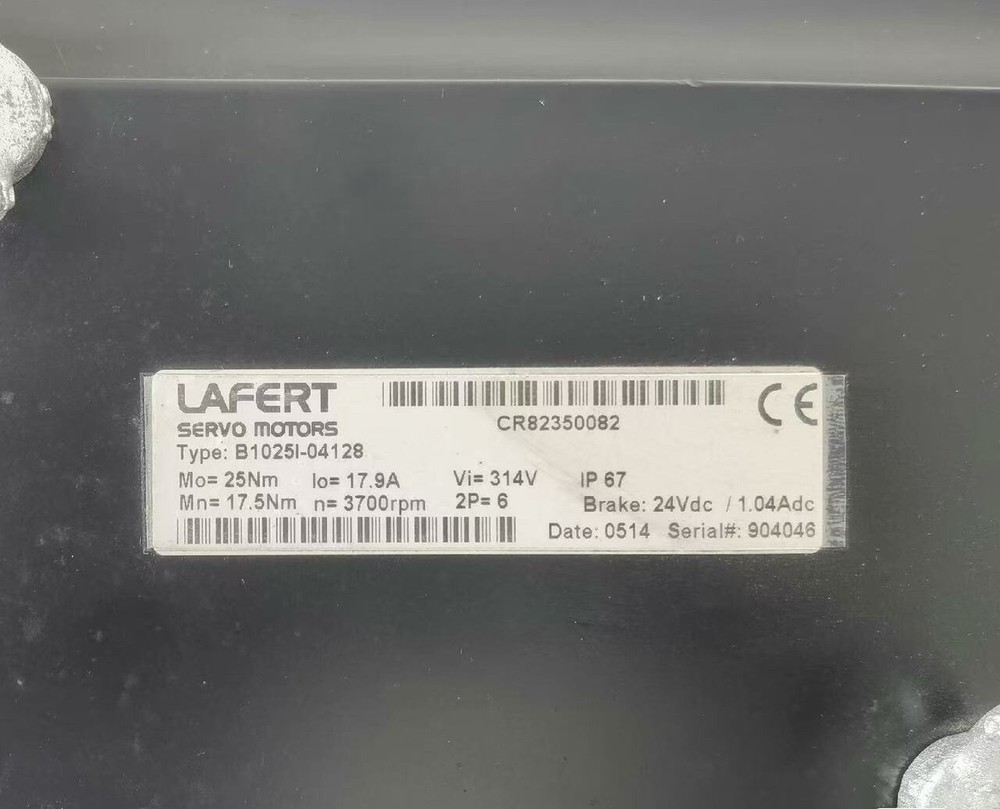 LAFERT
SERVO MOTORS
CR82350082
CE
Type: B1025I-04128
Mo= 25Nm Io= 17.9A Vi= 314V IP 67
Mn= 17.5Nm n= 3700rpm 2P= 6 Brake: 24Vdc / 1.04Adc
Date: 0514 Serial#: 904046